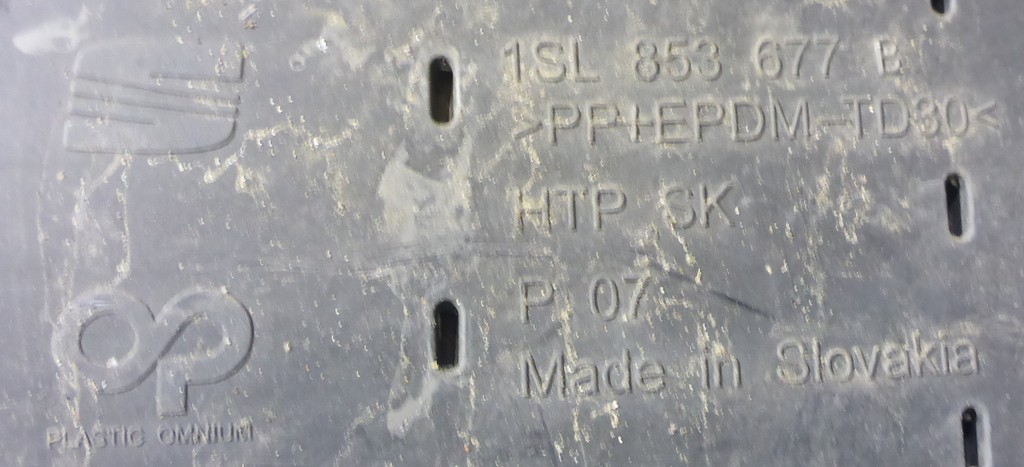 1SL 853 677 B
>PP+EPDM-TD30<
HTP SK
P 07
Made in Slovakia
PLASTIC OMNIUM